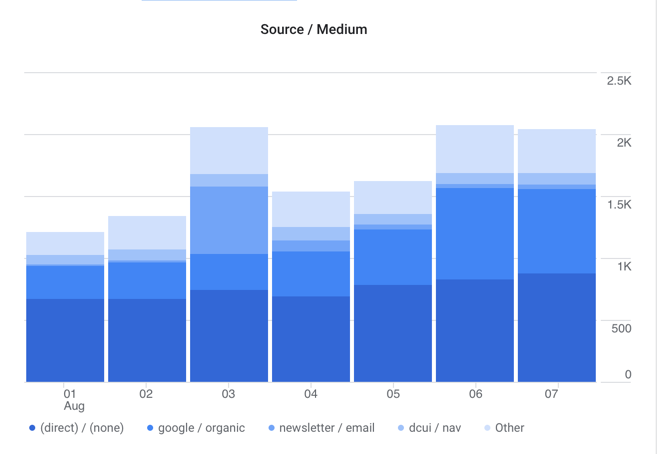 Source / Medium
2.5K
2K
1.5K
1K
500
0
01 02 03 04 05 06 07
Aug
(direct) / (none) google / organic newsletter / email dcui / nav Other